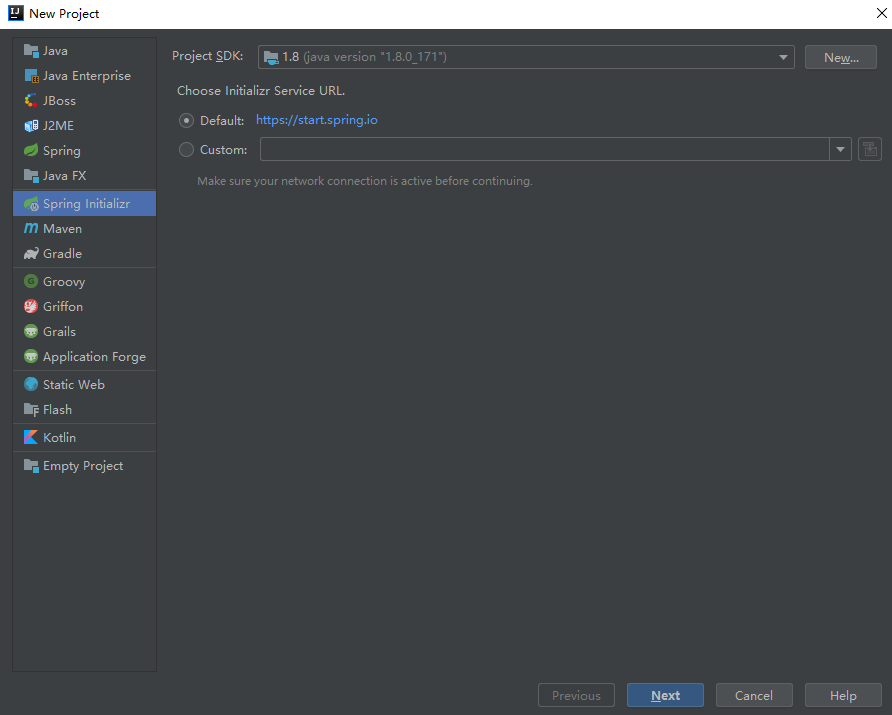 New Project
Java
Java Enterprise
JBoss
J2ME
Spring
Java FX
Spring Initializr
Maven
Gradle
Groovy
Griffon
Grails
Application Forge
Static Web
Flash
Kotlin
Empty Project
Project SDK: 1.8 (java version "1.8.0_171") New...
Choose Initializr Service URL.
Default: https://start.spring.io
Custom:
Make sure your network connection is active before continuing.
Previous Next Cancel Help